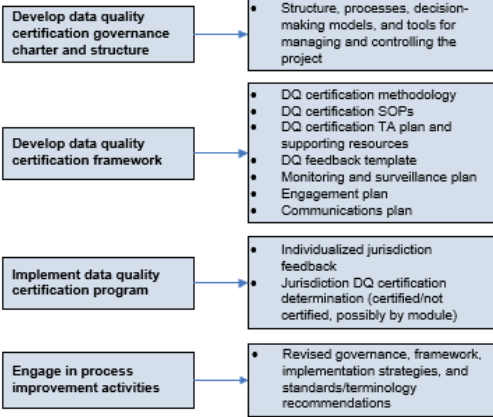 Develop data quality
certification governance
charter and structure
• Structure, processes, decision-
making models, and tools for
managing and controlling the
project
Develop data quality
certification framework
• DQ certification methodology
• DQ certification SOPs
• DQ certification TA plan and
supporting resources
• DQ feedback template
• Monitoring and surveillance plan
• Engagement plan
• Communications plan
Implement data quality
certification program
• Individualized jurisdiction
feedback
• Jurisdiction DQ certification
determination (certified/not
certified, possibly by module)
Engage in process
improvement activities
• Revised governance, framework,
implementation strategies, and
standards/terminology
recommendations